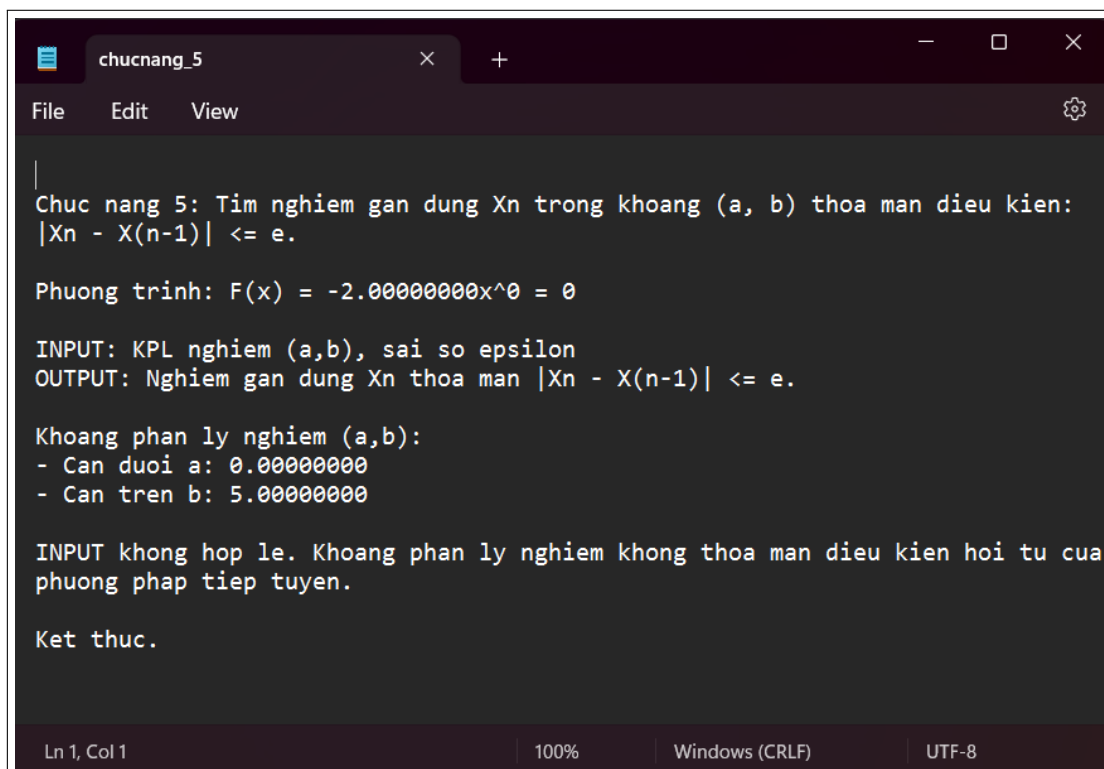 chucnang_5
File Edit View
Chuc nang 5: Tim nghiem gan dung Xn trong khoang (a, b) thoa man dieu kien:
|Xn - X(n-1)| <= e.
Phuong trinh: F(x) = -2.00000000x^0 = 0
INPUT: KPL nghiem (a,b), sai so epsilon
OUTPUT: Nghiem gan dung Xn thoa man |Xn - X(n-1)| <= e.
Khoang phan ly nghiem (a,b):
- Can duoi a: 0.00000000
- Can tren b: 5.00000000
INPUT khong hop le. Khoang phan ly nghiem khong thoa man dieu kien hoi tu cua
phuong phap tiep tuyen.
Ket thuc.
Ln 1, Col 1 100% Windows (CRLF) UTF-8